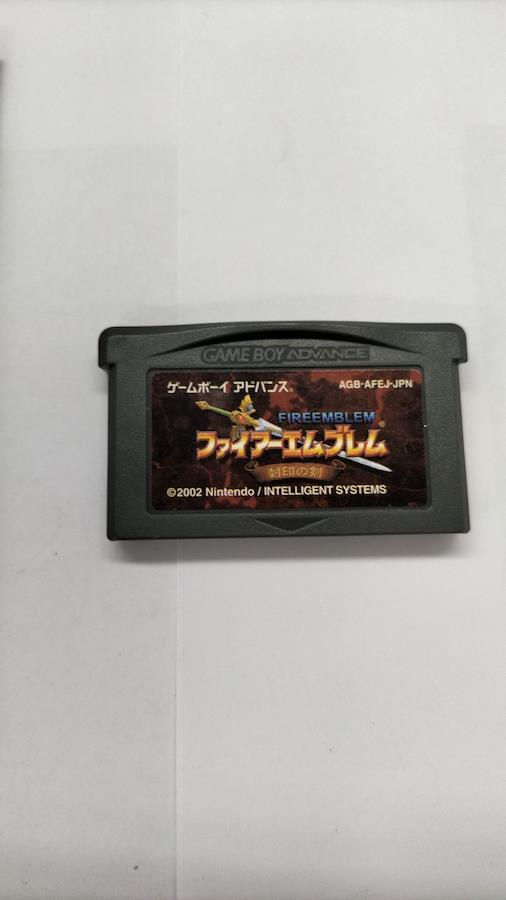 GAME BOY ADVANCE
ゲームボーイ アドバンス AGB-AFEJ-JPN
FIREEMBLEM
ファイアーエムブレム
封印の剣
©2002 Nintendo / INTELLIGENT SYSTEMS